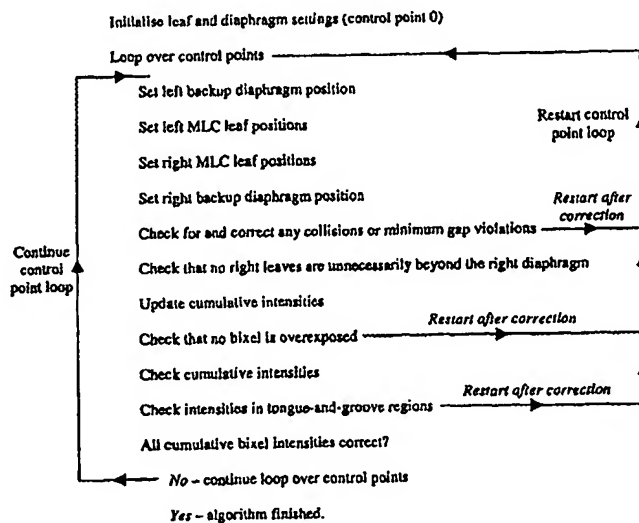 Initialise leaf and diaphragm settings (control point 0)
Loop over control points
Set left backup diaphragm position
Set left MLC leaf positions
Restart control
point loop
Set right MLC leaf positions
Set right backup diaphragm position
Restart after
correction
Check for and correct any collisions or minimum gap violations
Continue
control
point loop
Check that no right leaves are unnecessarily beyond the right diaphragm
Update cumulative intensities
Check that no bixel is overexposed
Restart after correction
Check cumulative intensities
Check intensities in tongue-and-groove regions
Restart after correction
All cumulative bixel intensities correct?
No – continue loop over control points
Yes – algorithm finished.